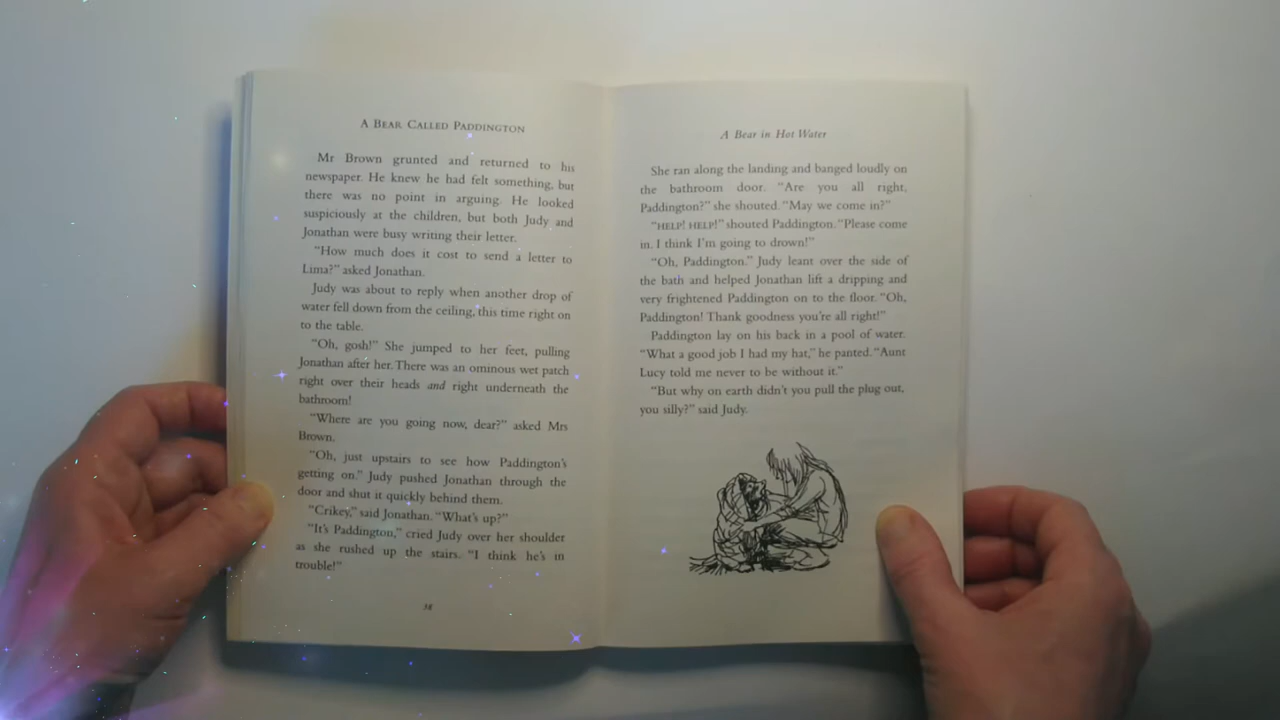 A BEAR CALLED PADDINGTON
Mr Brown grunted and returned to his
newspaper. He knew he had felt something, but
there was no point in arguing. He looked
suspiciously at the children, but both Judy and
Jonathan were busy writing their letter.
“How much does it cost to send a letter to
Lima?” asked Jonathan.
Judy was about to reply when another drop of
water fell down from the ceiling, this time right on
to the table.
“Oh, gosh!” She jumped to her feet, pulling
Jonathan after her. There was an ominous wet patch
right over their heads and right underneath the
bathroom!
“Where are you going now, dear?” asked Mrs
Brown.
“Oh, just upstairs to see how Paddington's
getting on.” Judy pushed Jonathan through the
door and shut it quickly behind them.
“Crikey,” said Jonathan. “What's up?”
“It's Paddington,” cried Judy over her shoulder
as she rushed up the stairs. “I think he's in
trouble!”
A Bear in Hot Water
She ran along the landing and banged loudly on
the bathroom door. “Are you all right,
Paddington?” she shouted. “May we come in?”
“HELP! HELP!” shouted Paddington. “Please come
in. I think I'm going to drown!”
“Oh, Paddington.” Judy leant over the side of
the bath and helped Jonathan lift a dripping and
very frightened Paddington on to the floor. “Oh,
Paddington! Thank goodness you're all right!”
Paddington lay on his back in a pool of water.
“What a good job I had my hat,” he panted. “Aunt
Lucy told me never to be without it.”
“But why on earth didn't you pull the plug out,
you silly?” said Judy.